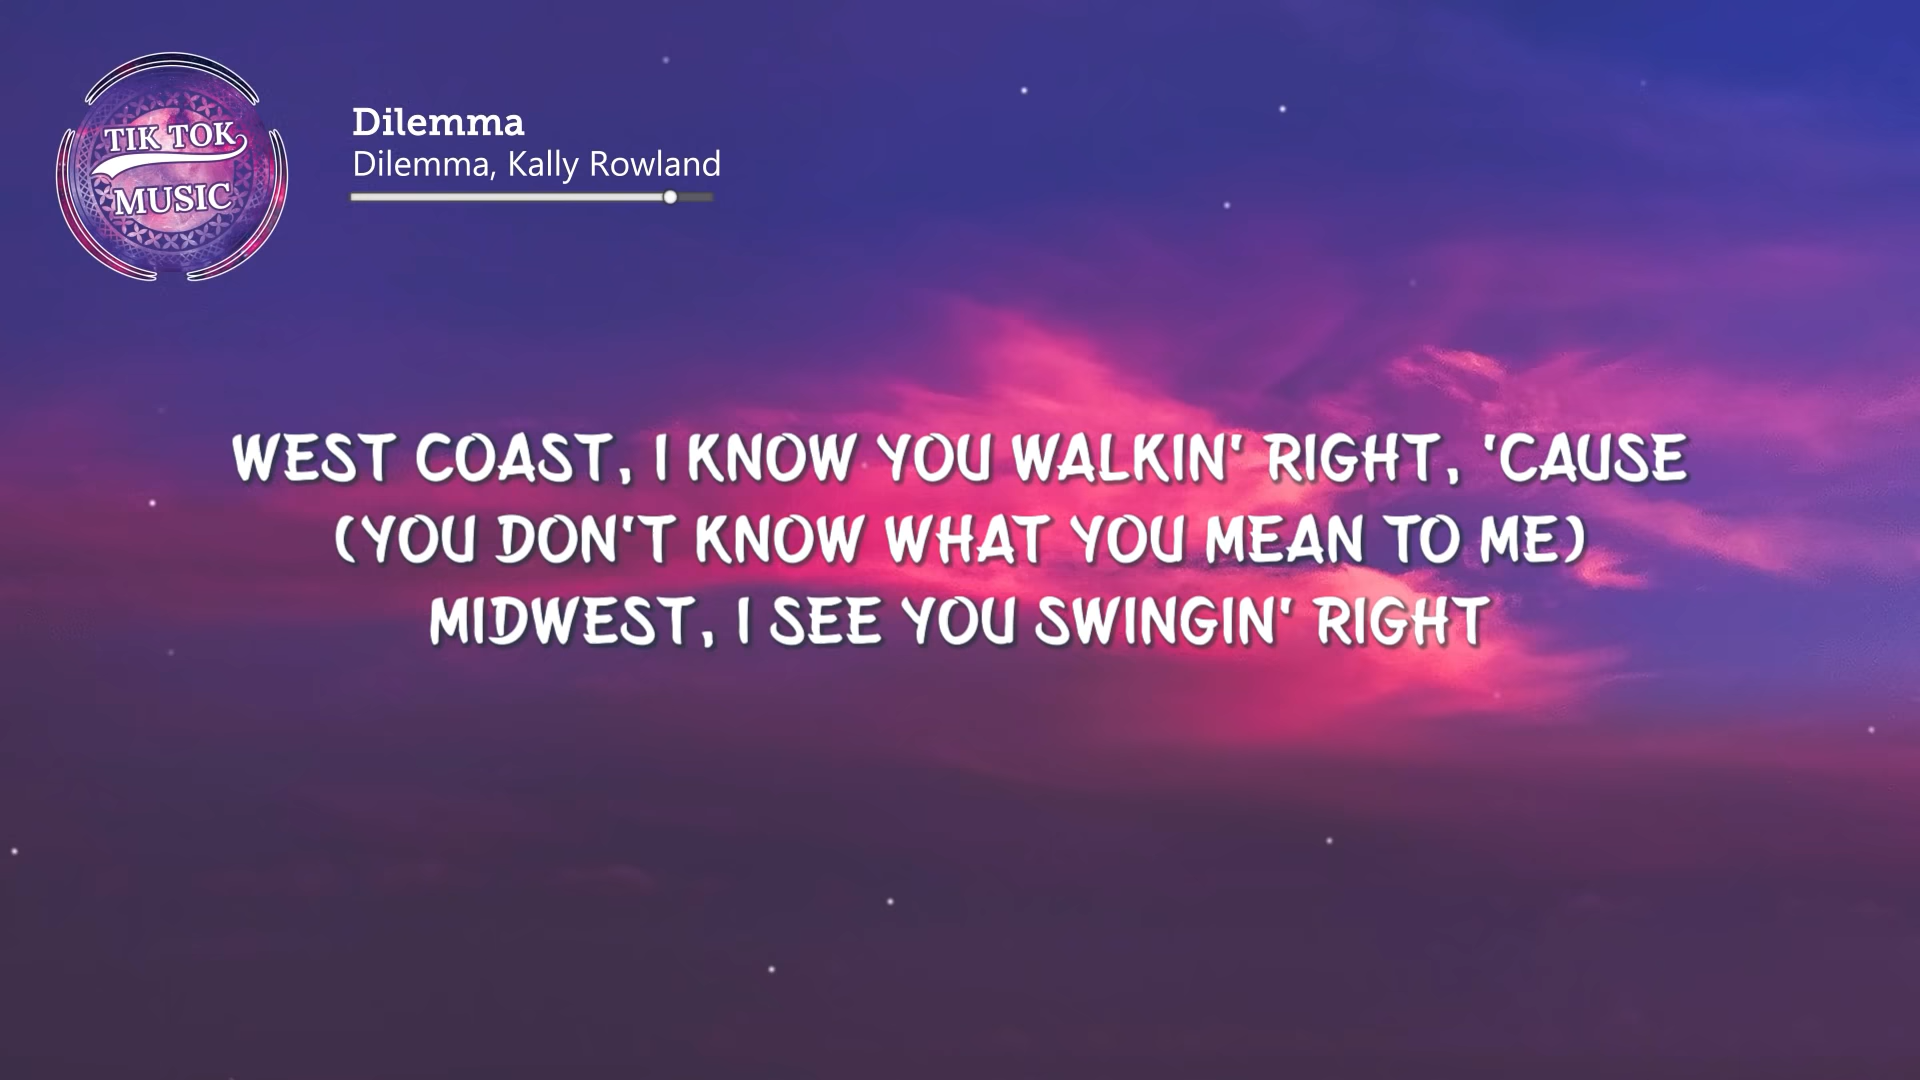 TIK TOK
MUSIC
Dilemma
Dilemma, Kally Rowland
WEST COAST, I KNOW YOU WALKIN' RIGHT, 'CAUSE
(YOU DON'T KNOW WHAT YOU MEAN TO ME)
MIDWEST, I SEE YOU SWINGIN' RIGHT